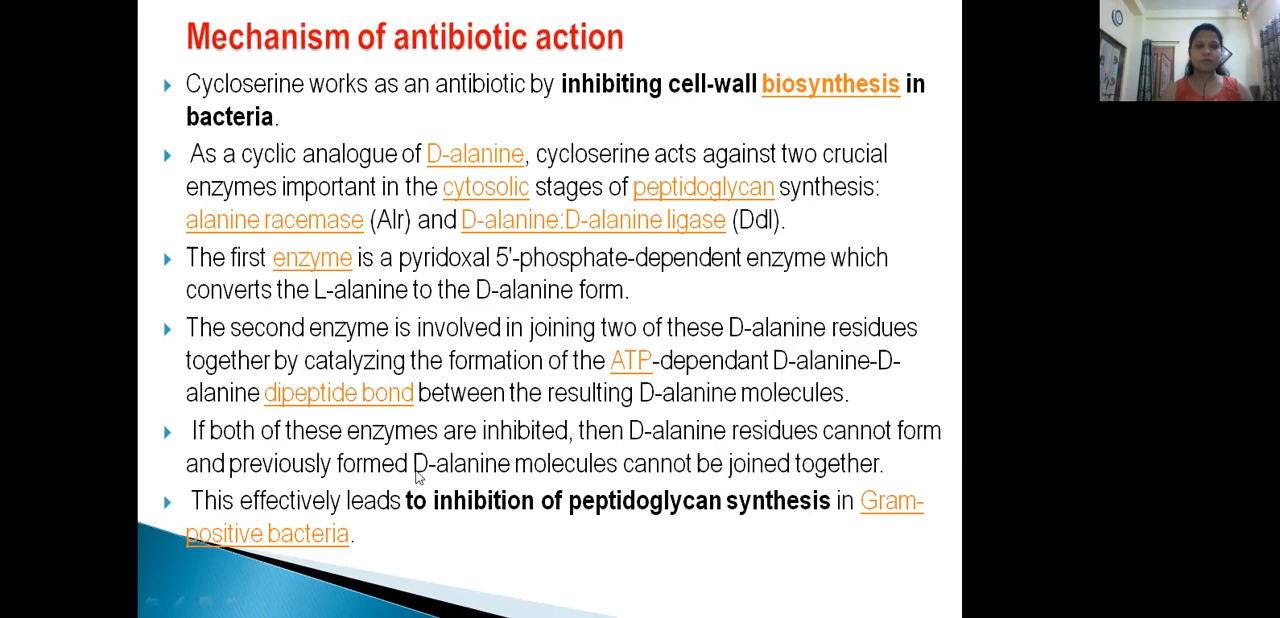 Mechanism of antibiotic action
Cycloserine works as an antibiotic by inhibiting cell-wall biosynthesis in
bacteria.
As a cyclic analogue of D-alanine, cycloserine acts against two crucial
enzymes important in the cytosolic stages of peptidoglycan synthesis:
alanine racemase (Alr) and D-alanine:D-alanine ligase (Ddl).
The first enzyme is a pyridoxal 5'-phosphate-dependent enzyme which
converts the L-alanine to the D-alanine form.
The second enzyme is involved in joining two of these D-alanine residues
together by catalyzing the formation of the ATP-dependant D-alanine-D-
alanine dipeptide bond between the resulting D-alanine molecules.
If both of these enzymes are inhibited, then D-alanine residues cannot form
and previously formed D-alanine molecules cannot be joined together.
This effectively leads to inhibition of peptidoglycan synthesis in Gram-
positive bacteria.